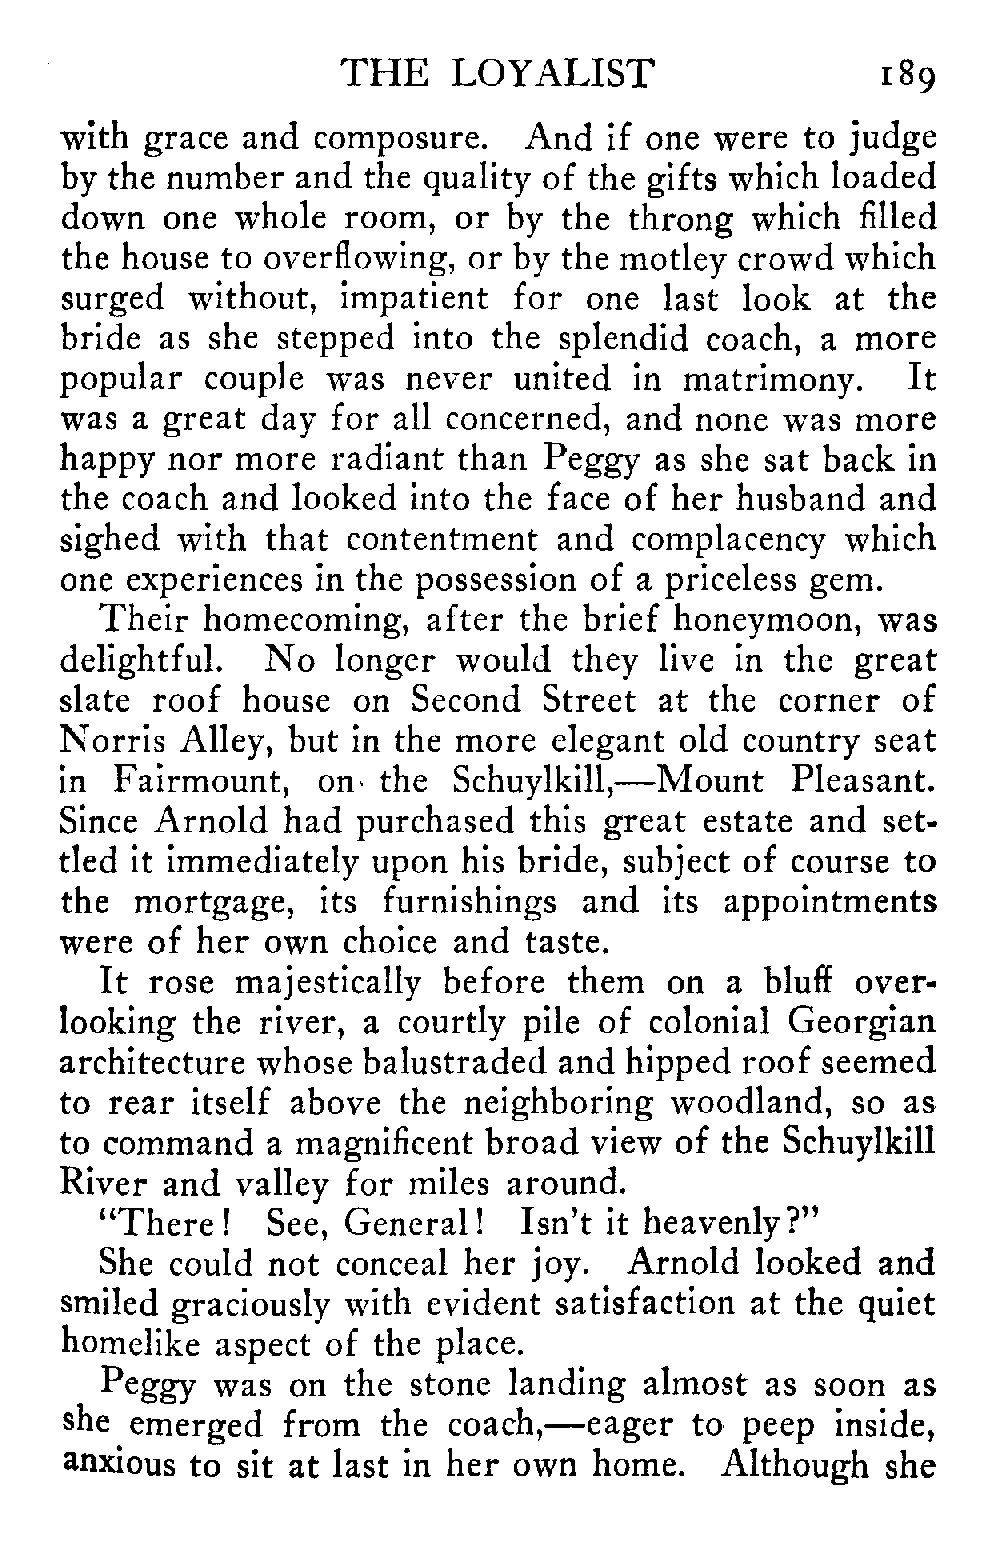 THE LOYALIST 189
with grace and composure. And if one were to judge
by the number and the quality of the gifts which loaded
down one whole room, or by the throng which filled
the house to overflowing, or by the motley crowd which
surged without, impatient for one last look at the
bride as she stepped into the splendid coach, a more
popular couple was never united in matrimony. It
was a great day for all concerned, and none was more
happy nor more radiant than Peggy as she sat back in
the coach and looked into the face of her husband and
sighed with that contentment and complacency which
one experiences in the possession of a priceless gem.
Their homecoming, after the brief honeymoon, was
delightful. No longer would they live in the great
slate roof house on Second Street at the corner of
Norris Alley, but in the more elegant old country seat
in Fairmount, on the Schuylkill,—Mount Pleasant.
Since Arnold had purchased this great estate and set-
tled it immediately upon his bride, subject of course to
the mortgage, its furnishings and its appointments
were of her own choice and taste.
It rose majestically before them on a bluff over-
looking the river, a courtly pile of colonial Georgian
architecture whose balustraded and hipped roof seemed
to rear itself above the neighboring woodland, so as
to command a magnificent broad view of the Schuylkill
River and valley for miles around.
"There! See, General! Isn't it heavenly?"
She could not conceal her joy. Arnold looked and
smiled graciously with evident satisfaction at the quiet
homelike aspect of the place.
Peggy was on the stone landing almost as soon as
she emerged from the coach,—eager to peep inside,
anxious to sit at last in her own home. Although she